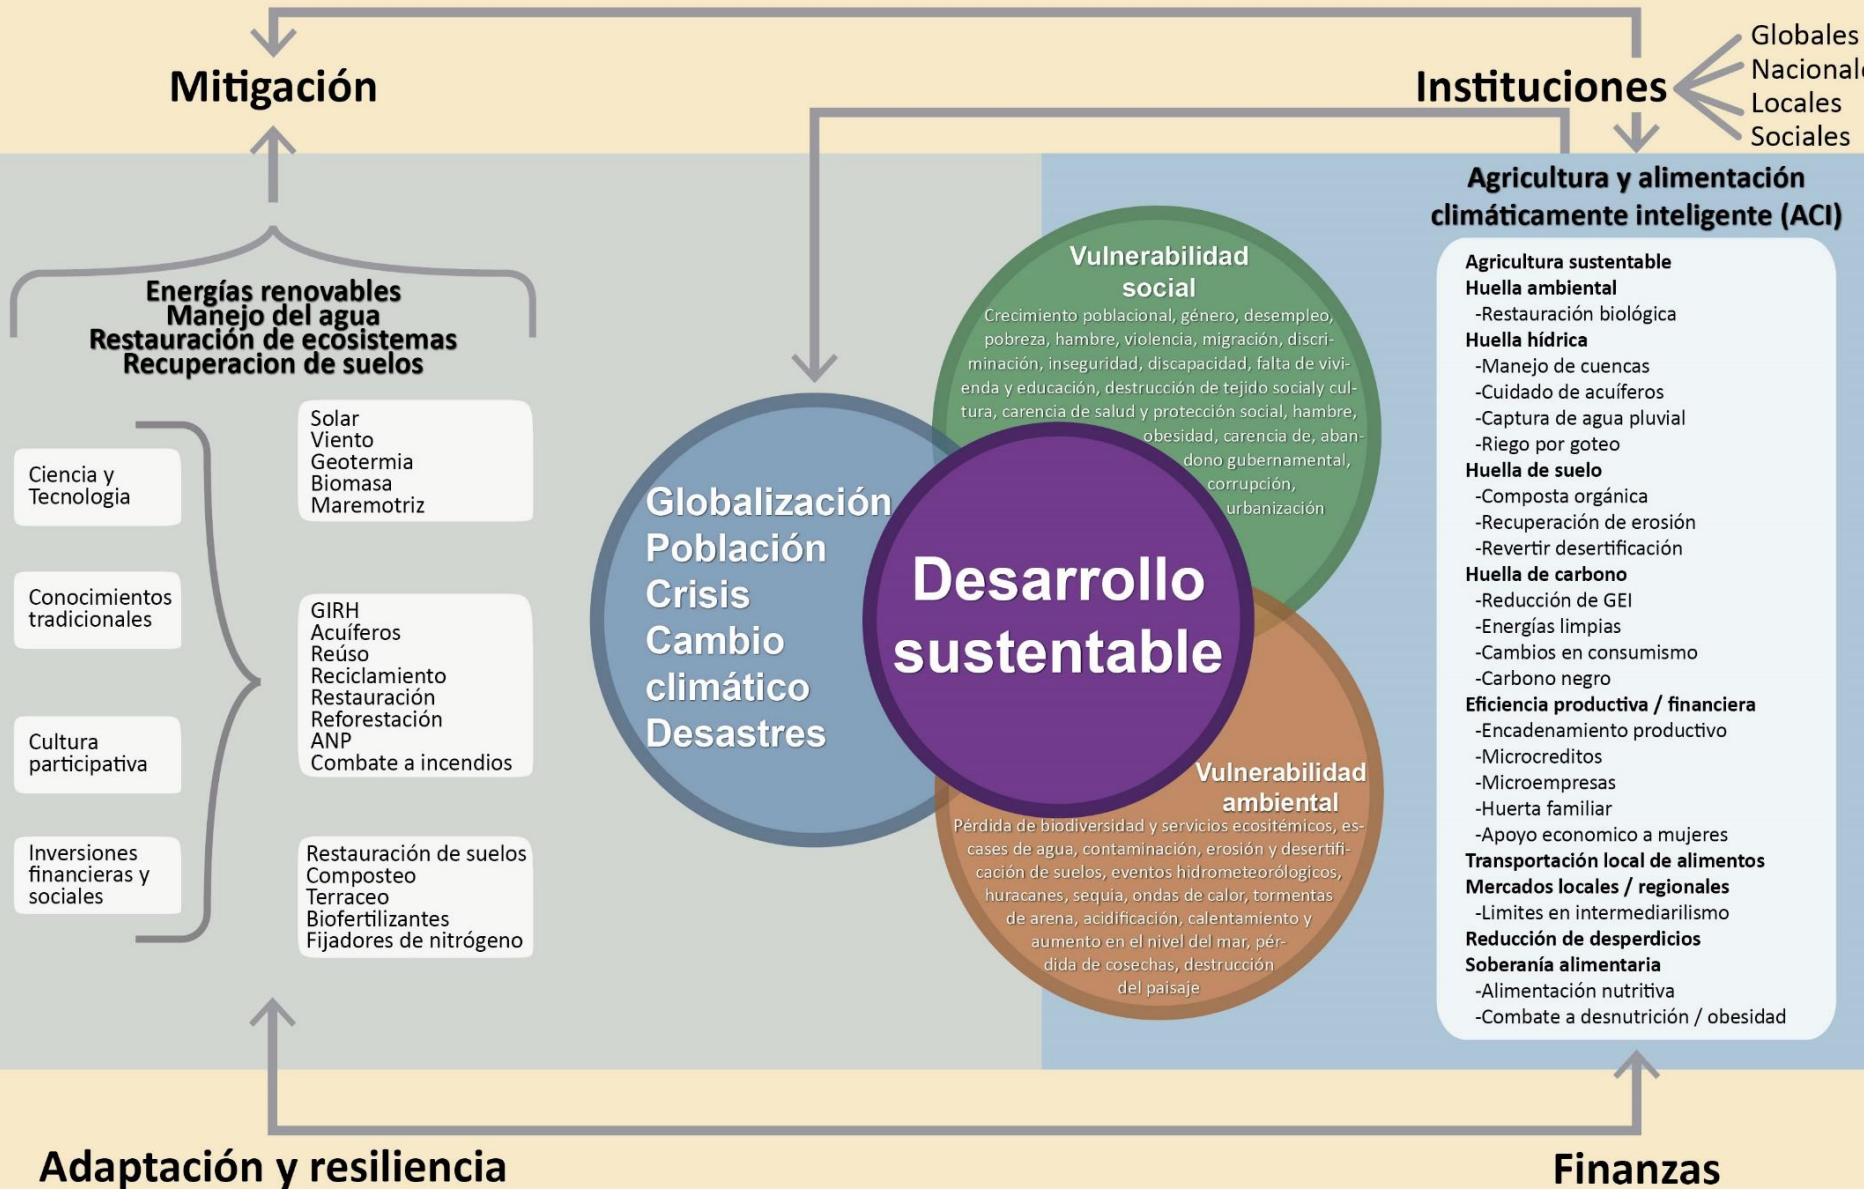 Mitigación
Instituciones
Globales
Locales
Sociales
Energías renovables
Manejo del agua
Restauración de ecosistemas
Recuperacion de suelos
Ciencia y
Tecnologia
Conocimientos
tradicionales
Cultura
participativa
Inversiones
financieras y
sociales
Solar
Viento
Geotermia
Biomasa
Maremotriz
GIRH
Acuíferos
Reúso
Reciclamiento
Restauración
Reforestación
ANP
Combate a incendios
Restauración de suelos
Composteo
Terraceo
Biofertilizantes
Fijadores de nitrógeno
Globalización
Población
Crisis
Cambio
climático
Desastres
Desarrollo
sustentable
Vulnerabilidad
social
Crecimiento poblacional, género, desempleo,
pobreza, hambre, violencia, migración, discri-
minación, inseguridad, discapacidad, falta de vivi-
enda y educación, destrucción de tejido socialy cul-
tura, carencia de salud y protección social, hambre,
obesidad, carencia de, aban-
dono gubernamental,
corrupción,
urbanización
Vulnerabilidad
ambiental
Pérdida de biodiversidad y servicios ecositémicos, es-
cases de agua, contaminación, erosión y desertifi-
cación de suelos, eventos hidrometeorólogicos,
huracanes, sequia, ondas de calor, tormentas
de arena, acidificación, calentamiento y
aumento en el nivel del mar, pér-
dida de cosechas, destrucción
del paisaje
Agricultura y alimentación
climáticamente inteligente (ACI)
Agricultura sustentable
Huella ambiental
-Restauración biológica
Huella hídrica
-Manejo de cuencas
-Cuidado de acuíferos
-Captura de agua pluvial
-Riego por goteo
Huella de suelo
-Composta orgánica
-Recuperación de erosión
-Revertir desertificación
Huella de carbono
-Reducción de GEI
-Energías limpias
-Cambios en consumismo
-Carbono negro
Eficiencia productiva / financiera
-Encadenamiento productivo
-Microcreditos
-Microempresas
-Huerta familiar
-Apoyo economico a mujeres
Transportación local de alimentos
Mercados locales / regionales
-Limites en intermediarilismo
Reducción de desperdicios
Soberanía alimentaria
-Alimentación nutritiva
-Combate a desnutrición / obesidad
Adaptación y resiliencia
Finanzas